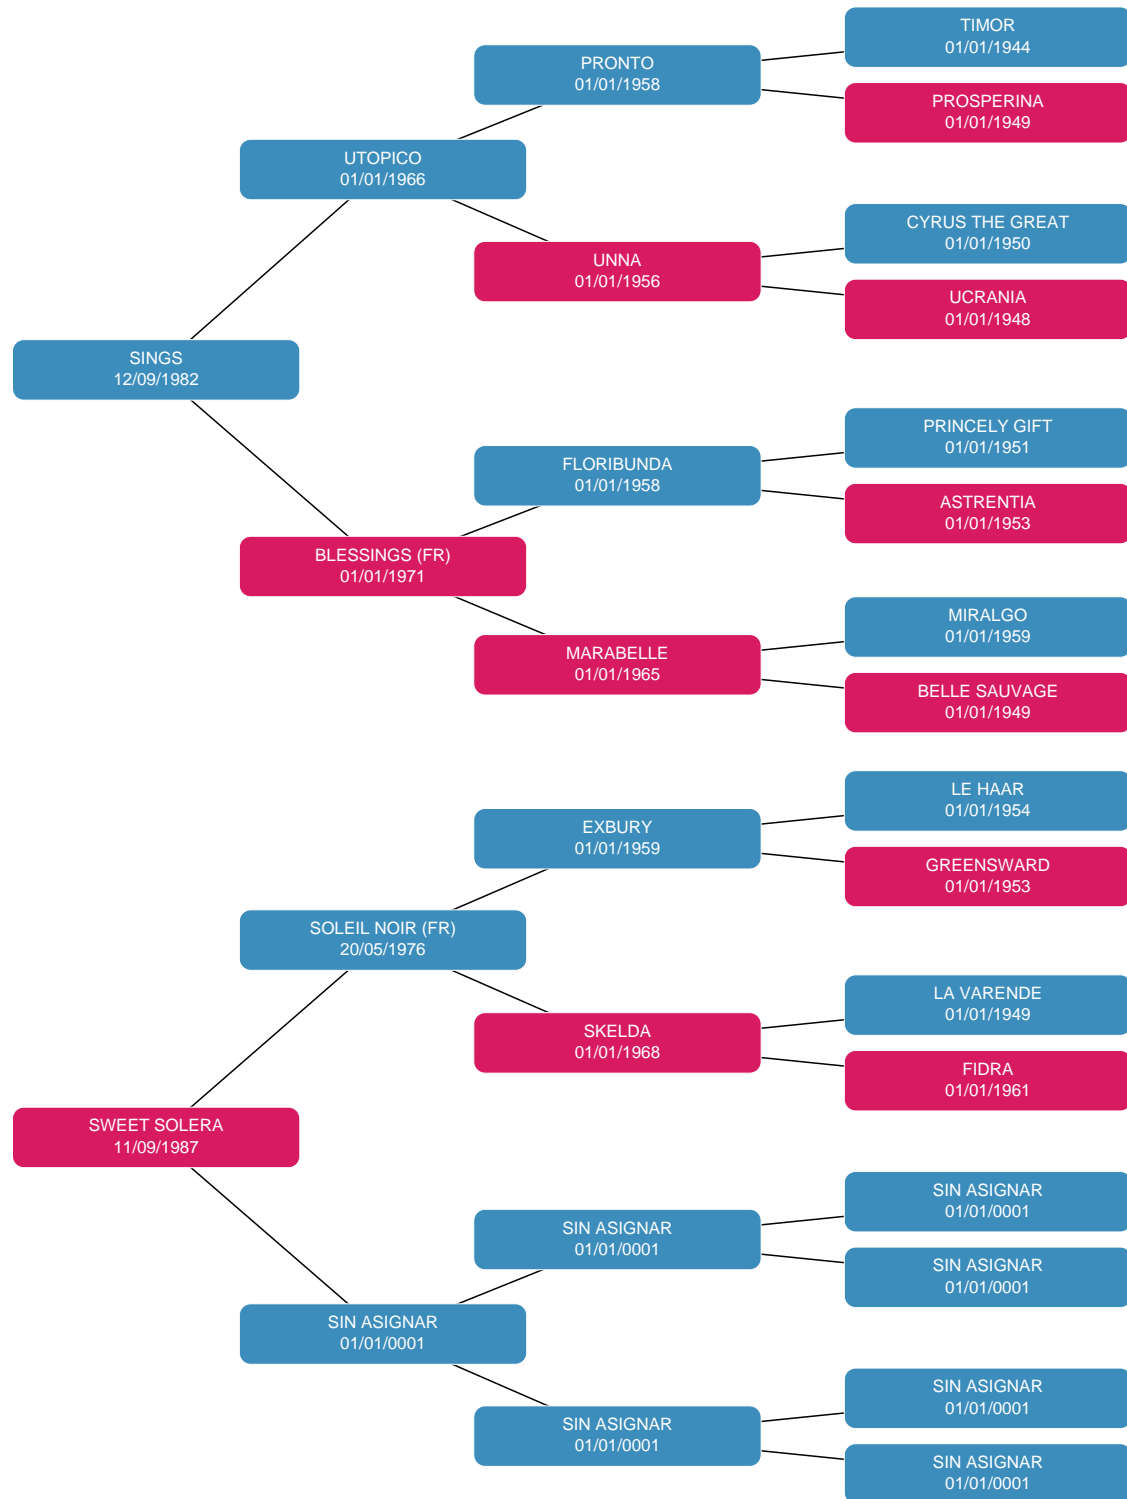 TIMOR
01/01/1944
PRONTO
01/01/1958
PROSPERINA
01/01/1949
UTOPICO
01/01/1966
CYRUS THE GREAT
01/01/1950
UNNA
01/01/1956
UCRANIA
01/01/1948
SINGS
12/09/1982
PRINCELY GIFT
01/01/1951
FLORIBUNDA
01/01/1958
ASTRENTIA
01/01/1953
BLESSINGS (FR)
01/01/1971
MIRALGO
01/01/1959
MARABELLE
01/01/1965
BELLE SAUVAGE
01/01/1949
LE HAAR
01/01/1954
EXBURY
01/01/1959
GREENSWARD
01/01/1953
SOLEIL NOIR (FR)
20/05/1976
LA VARENDE
01/01/1949
SKELDA
01/01/1968
FIDRA
01/01/1961
SWEET SOLERA
11/09/1987
SIN ASIGNAR
01/01/0001
SIN ASIGNAR
01/01/0001
SIN ASIGNAR
01/01/0001
SIN ASIGNAR
01/01/0001
SIN ASIGNAR
01/01/0001
SIN ASIGNAR
01/01/0001
SIN ASIGNAR
01/01/0001